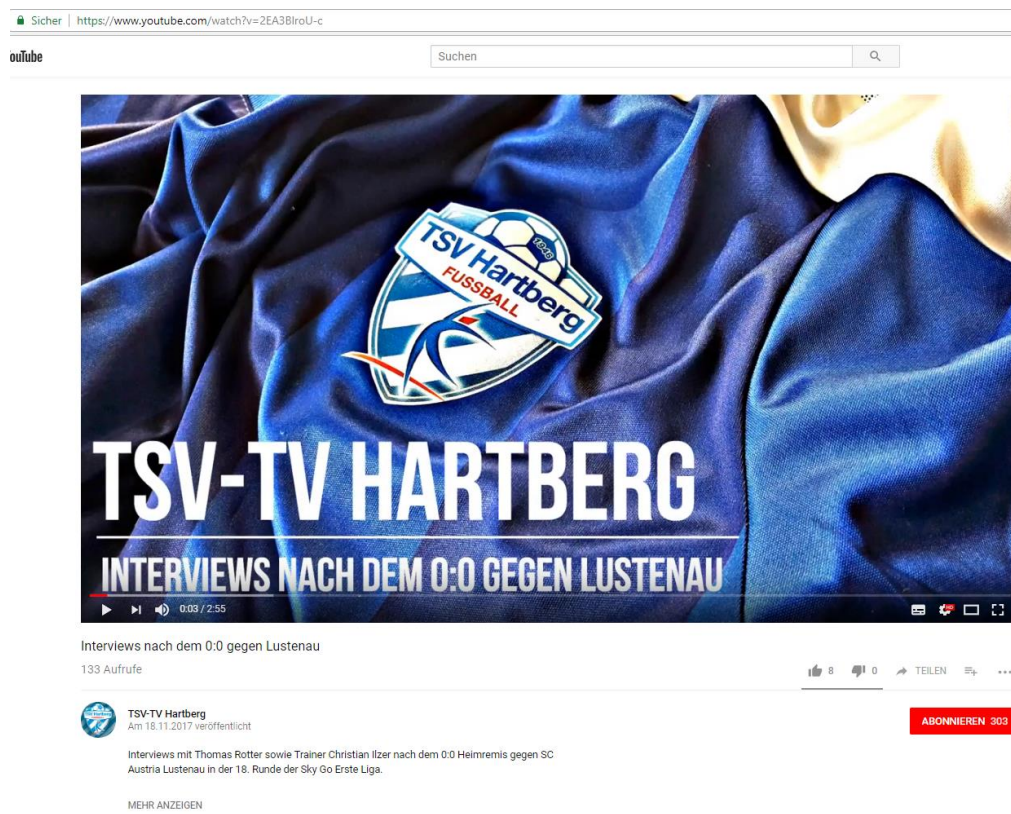 Sicher | https://www.youtube.com/watch?v=2EA3BIroU-c
ouTube
Suchen
1946
TSV Hartberg
FUSSBALL
TSV-TV HARTBERG
INTERVIEWS NACH DEM 0:0 GEGEN LUSTENAU
0:03 / 2:55
HD
Interviews nach dem 0:0 gegen Lustenau
133 Aufrufe
8
0
TEILEN
TSV-TV Hartberg
Am 18.11.2017 veröffentlicht
ABONNIEREN 303
Interviews mit Thomas Rotter sowie Trainer Christian Ilzer nach dem 0:0 Heimremis gegen SC
Austria Lustenau in der 18. Runde der Sky Go Erste Liga.
MEHR ANZEIGEN